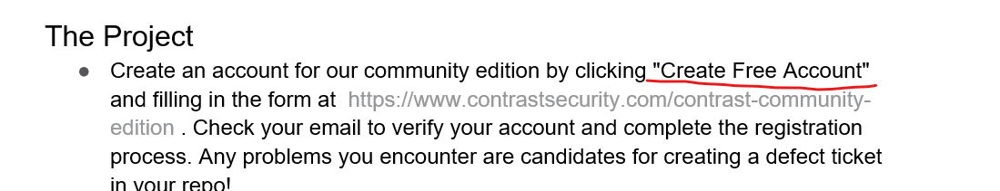 The Project
● Create an account for our community edition by clicking "Create Free Account"
and filling in the form at https://www.contrastsecurity.com/contrast-community-
edition . Check your email to verify your account and complete the registration
process. Any problems you encounter are candidates for creating a defect ticket
in your repo!